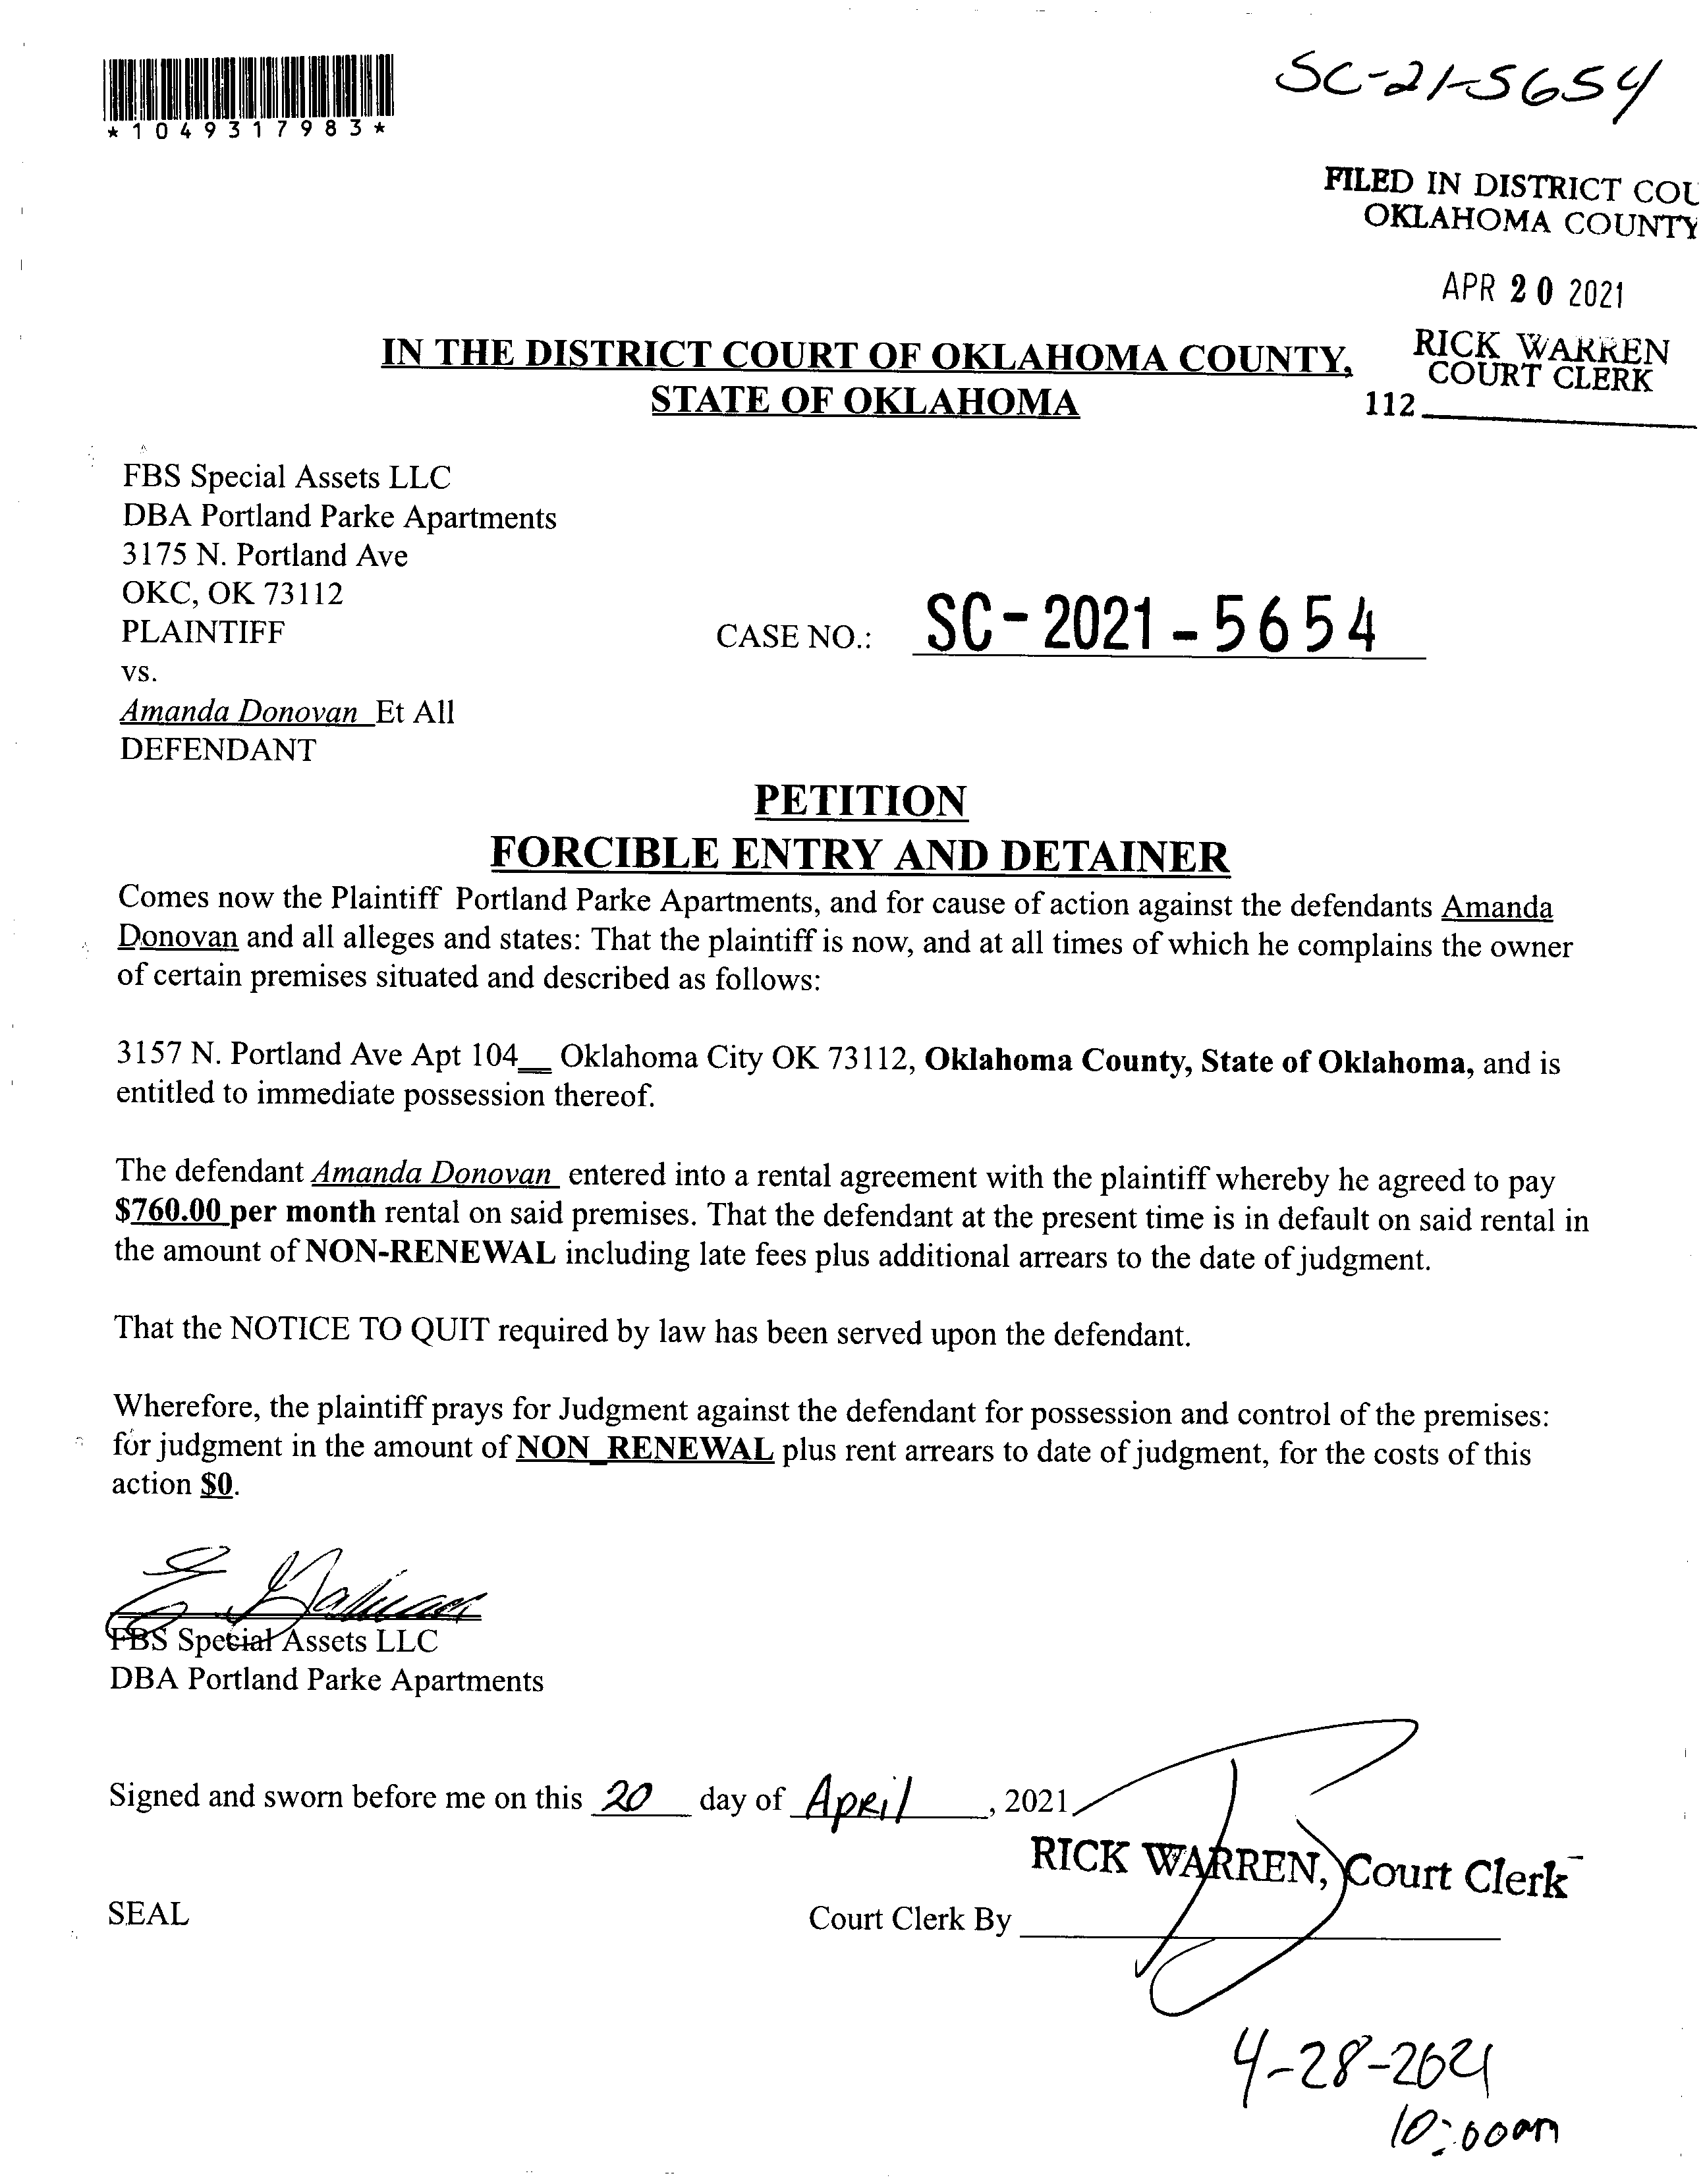 *1049317983*
SC-21-5654
FILED IN DISTRICT COU
OKLAHOMA COUNTY
APR 20 2021
RICK WARREN
COURT CLERK
112
IN THE DISTRICT COURT OF OKLAHOMA COUNTY,
STATE OF OKLAHOMA
FBS Special Assets LLC
DBA Portland Parke Apartments
3175 N. Portland Ave
OKC, OK 73112
PLAINTIFF
CASE NO.: SC-2021-5654
vs.
Amanda Donovan Et All
DEFENDANT
PETITION
FORCIBLE ENTRY AND DETAINER
Comes now the Plaintiff Portland Parke Apartments, and for cause of action against the defendants Amanda
Donovan and all alleges and states: That the plaintiff is now, and at all times of which he complains the owner
of certain premises situated and described as follows:
3157 N. Portland Ave Apt 104__ Oklahoma City OK 73112, Oklahoma County, State of Oklahoma, and is
entitled to immediate possession thereof.
The defendant Amanda Donovan entered into a rental agreement with the plaintiff whereby he agreed to pay
$760.00 per month rental on said premises. That the defendant at the present time is in default on said rental in
the amount of NON-RENEWAL including late fees plus additional arrears to the date of judgment.
That the NOTICE TO QUIT required by law has been served upon the defendant.
Wherefore, the plaintiff prays for Judgment against the defendant for possession and control of the premises:
for judgment in the amount of NON_RENEWAL plus rent arrears to date of judgment, for the costs of this
action $0.
FBS Special Assets LLC
DBA Portland Parke Apartments
Signed and sworn before me on this 20 day of April, 2021
RICK WARREN, Court Clerk
SEAL
Court Clerk By
4-28-2021
10:00am